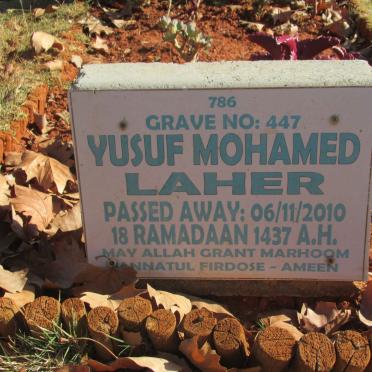 786
GRAVE NO: 447
YUSUF MOHAMED
LAHER
PASSED AWAY: 06/11/2010
18 RAMADAAN 1437 A.H.
MAY ALLAH GRANT MARHOOM
JANNATUL FIRDOSE - AMEEN